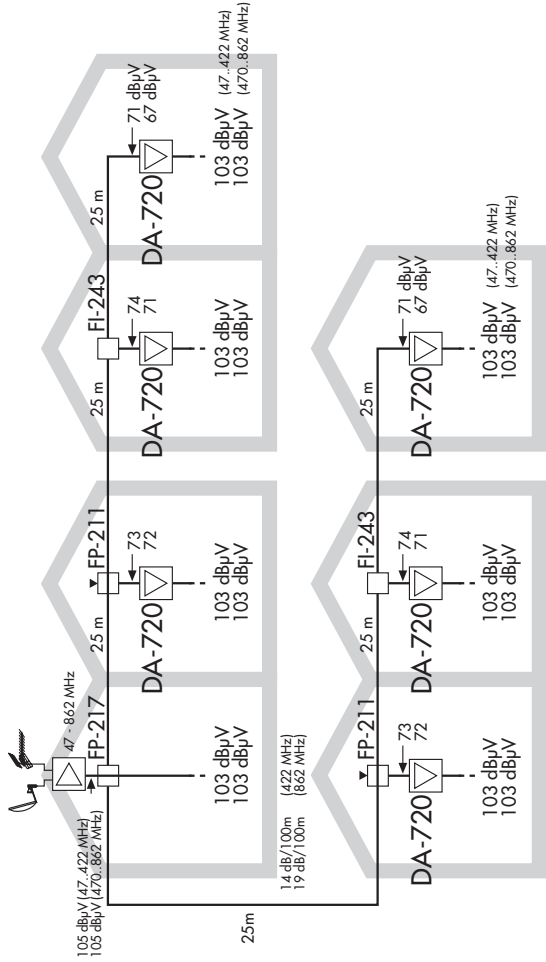 105 dBµV (47..422 MHz)
105 dBµV (470..862 MHz)
47 - 862 MHz
FP-217
103 dBµV
103 dBµV
25 m
FP-211
73
72
DA-720
103 dBµV
103 dBµV
25 m
FI-243
74
71
DA-720
103 dBµV
103 dBµV
25 m
71 dBµV
67 dBµV
DA-720
103 dBµV (47..422 MHz)
103 dBµV (470..862 MHz)
25m
14 dB/100m (422 MHz)
19 dB/100m (862 MHz)
FP-211
73
72
DA-720
103 dBµV
103 dBµV
FI-243
74
71
DA-720
103 dBµV
103 dBµV
25 m
71 dBµV
67 dBµV
DA-720
103 dBµV (47..422 MHz)
103 dBµV (470..862 MHz)